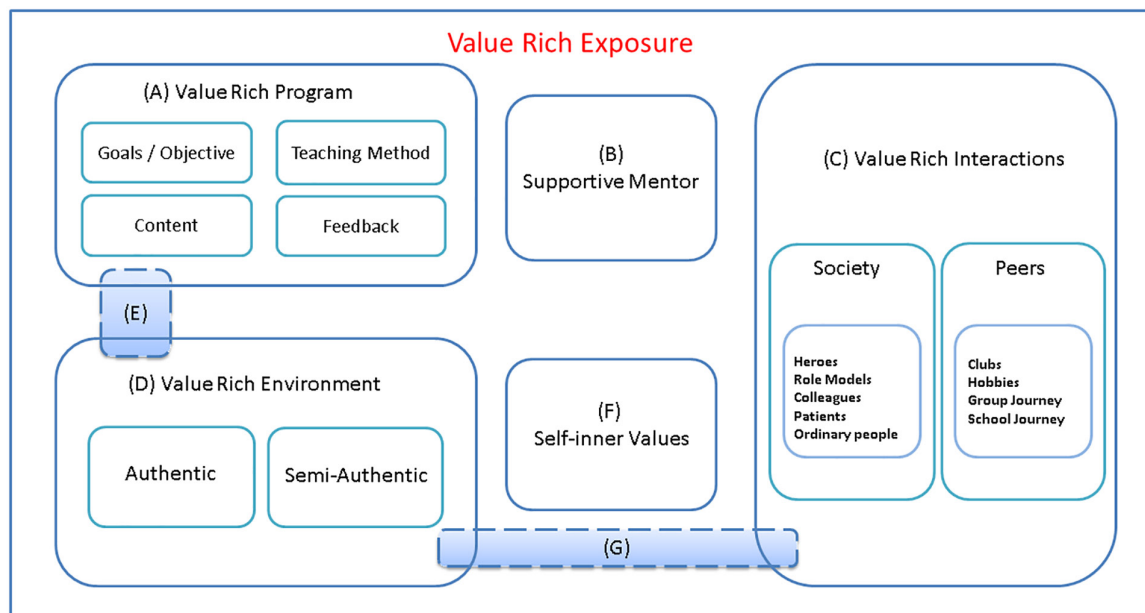 Value Rich Exposure
(A) Value Rich Program
Goals / Objective
Teaching Method
Content
Feedback
(B)
Supportive Mentor
(C) Value Rich Interactions
Society
Heroes
Role Models
Colleagues
Patients
Ordinary people
Peers
Clubs
Hobbies
Group Journey
School Journey
(E)
(D) Value Rich Environment
Authentic
Semi-Authentic
(F)
Self-inner Values
(G)